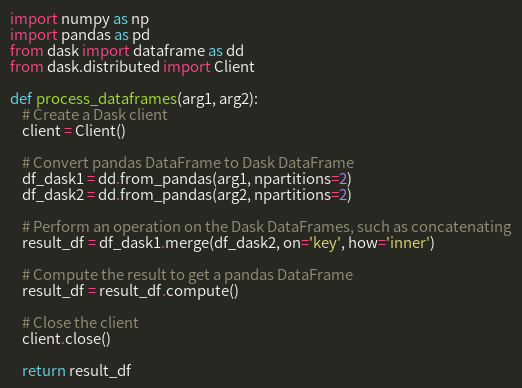 import numpy as np
import pandas as pd
from dask import dataframe as dd
from dask.distributed import Client

def process_dataframes(arg1, arg2):
    # Create a Dask client
    client = Client()

    # Convert pandas DataFrame to Dask DataFrame
    df_dask1 = dd.from_pandas(arg1, npartitions=2)
    df_dask2 = dd.from_pandas(arg2, npartitions=2)

    # Perform an operation on the Dask DataFrames, such as concatenating
    result_df = df_dask1.merge(df_dask2, on='key', how='inner')

    # Compute the result to get a pandas DataFrame
    result_df = result_df.compute()

    # Close the client
    client.close()

    return result_df